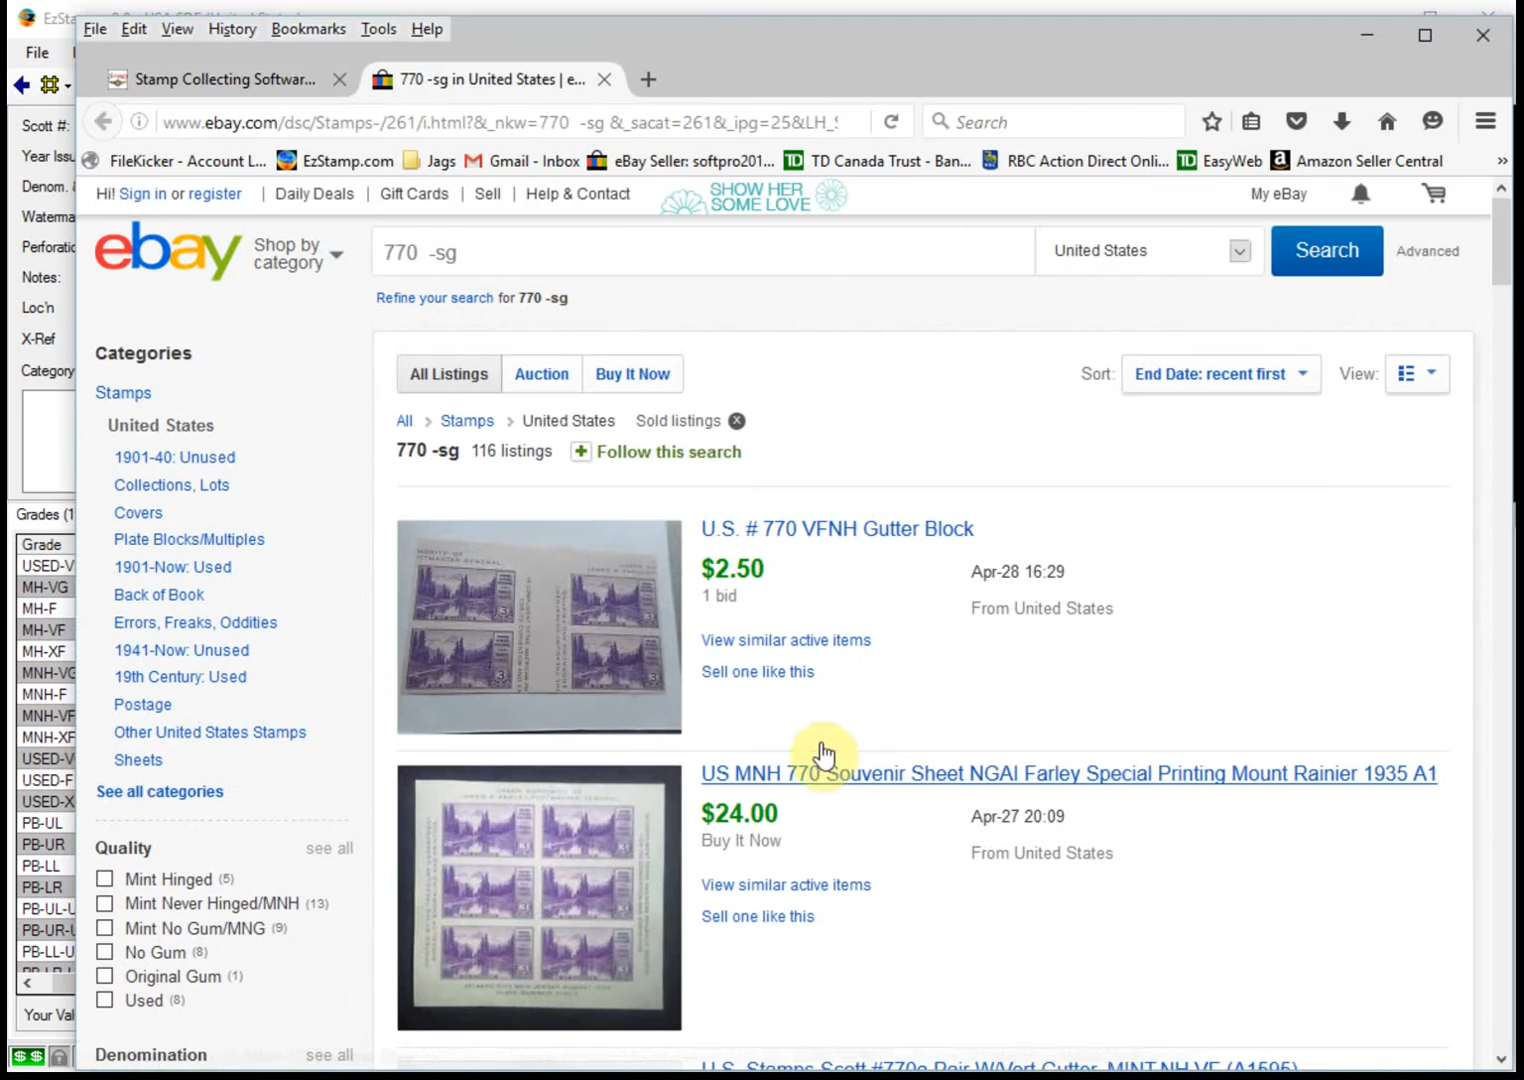 File Edit View History Bookmarks Tools Help
File
Stamp Collecting Softwar...
770 -sg in United States | e...
www.ebay.com/dsc/Stamps-/261/i.html?&_nkw=770 -sg &_sacat=261&_ipg=25&LH_S
Search
FileKicker - Account L... EzStamp.com Jags Gmail - Inbox eBay Seller: softpro201... TD Canada Trust - Ban... RBC Action Direct Onli... EasyWeb Amazon Seller Central »
Hi! Sign in or register | Daily Deals | Gift Cards | Sell | Help & Contact
SHOW HER
SOME LOVE
My eBay
ebay
Shop by
category
770 -sg
United States
Search
Advanced
Refine your search for 770 -sg
Scott #:
Year Issu
Denom.
Waterma
Perforatio
Notes:
Loc'n
X-Ref
Category
Grades (1
Grade
USED-V
MH-VG
MH-F
MH-VF
MH-XF
MNH-VG
MNH-F
MNH-VF
MNH-XF
USED-V
USED-F
USED-X
PB-UL
PB-UR
PB-LL
PB-LR
PB-UL-U
PB-UR-U
PB-LL-U
Your Val
$ $
Categories
Stamps
United States
1901-40: Unused
Collections, Lots
Covers
Plate Blocks/Multiples
1901-Now: Used
Back of Book
Errors, Freaks, Oddities
1941-Now: Unused
19th Century: Used
Postage
Other United States Stamps
Sheets
See all categories
Quality see all
Mint Hinged (5)
Mint Never Hinged/MNH (13)
Mint No Gum/MNG (9)
No Gum (8)
Original Gum (1)
Used (8)
Denomination see all
All Listings Auction Buy It Now
Sort: End Date: recent first
View:
All > Stamps > United States Sold listings
770 -sg 116 listings Follow this search
U.S. # 770 VFNH Gutter Block
$2.50 Apr-28 16:29
1 bid From United States
View similar active items
Sell one like this
US MNH 770 Souvenir Sheet NGAI Farley Special Printing Mount Rainier 1935 A1
$24.00 Apr-27 20:09
Buy It Now From United States
View similar active items
Sell one like this
U.S. Stamps Scott #770a Pair W/Vert Gutter, MINT NH VF (A1595)